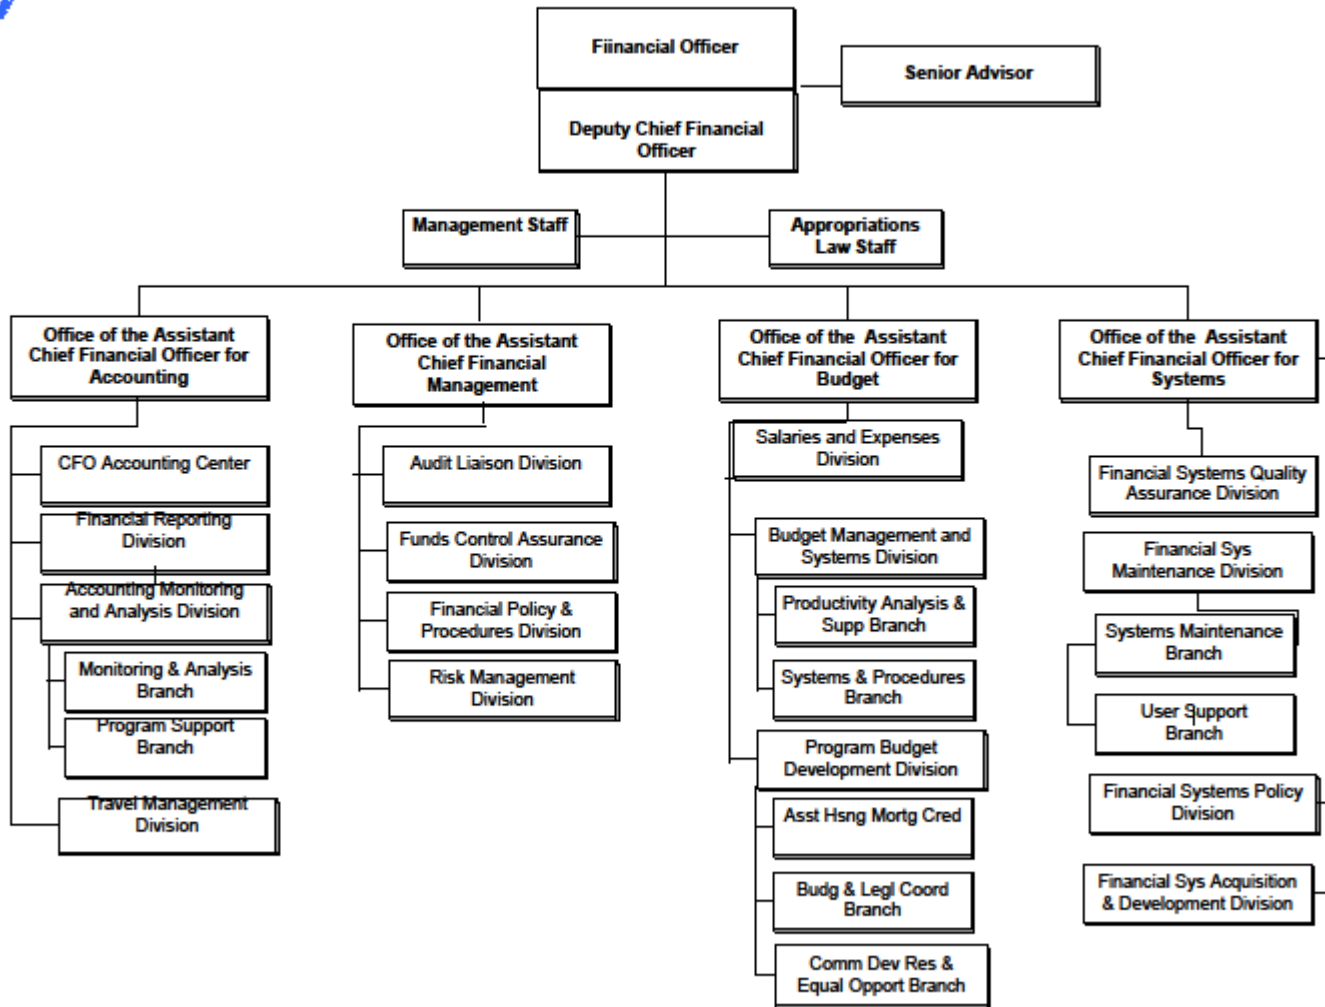 Fiinancial Officer
Senior Advisor
Deputy Chief Financial
Officer
Management Staff
Appropriations
Law Staff
Office of the Assistant
Chief Financial Officer for
Accounting
Office of the Assistant
Chief Financial
Management
Office of the Assistant
Chief Financial Officer for
Budget
Office of the Assistant
Chief Financial Officer for
Systems
CFO Accounting Center
Financial Reporting
Division
Accounting Monitoring
and Analysis Division
Monitoring & Analysis
Branch
Program Support
Branch
Travel Management
Division
Audit Liaison Division
Funds Control Assurance
Division
Financial Policy &
Procedures Division
Risk Management
Division
Salaries and Expenses
Division
Budget Management and
Systems Division
Productivity Analysis &
Supp Branch
Systems & Procedures
Branch
Program Budget
Development Division
Asst Hsng Mortg Cred
Budg & Legl Coord
Branch
Comm Dev Res &
Equal Opport Branch
Financial Systems Quality
Assurance Division
Financial Sys
Maintenance Division
Systems Maintenance
Branch
User Support
Branch
Financial Systems Policy
Division
Financial Sys Acquisition
& Development Division